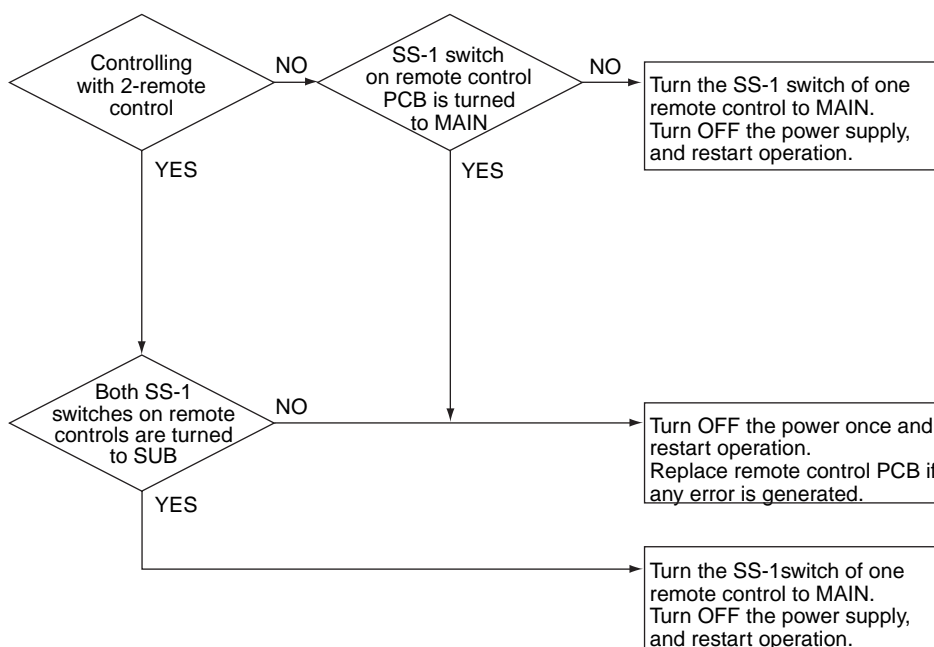 Controlling
with 2-remote
control
NO
YES
SS-1 switch
on remote control
PCB is turned
to MAIN
NO
YES
Turn the SS-1 switch of one
remote control to MAIN.
Turn OFF the power supply,
and restart operation.
Both SS-1
switches on remote
controls are turned
to SUB
NO
YES
Turn OFF the power once and
restart operation.
Replace remote control PCB if
any error is generated.
Turn the SS-1switch of one
remote control to MAIN.
Turn OFF the power supply,
and restart operation.